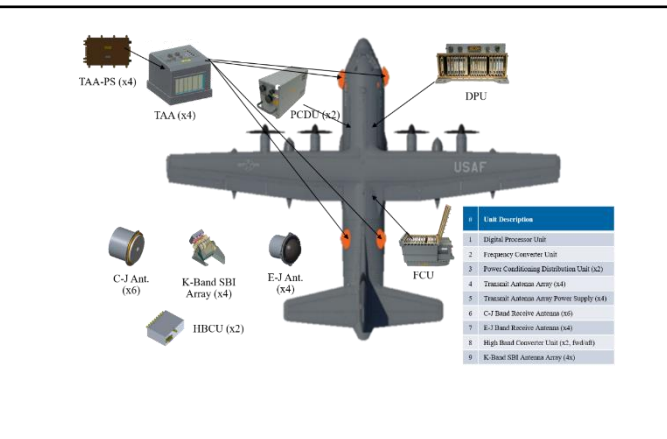 TAA-PS (x4)
TAA (x4)
PCDU (x2)
DPU
USAF
C-J Ant.
(x6)
K-Band SBI
Array (x4)
E-J Ant.
(x4)
FCU
HBCU (x2)
# Unit Description
1 Digital Processor Unit
2 Frequency Converter Unit
3 Power Conditioning Distribution Unit (x2)
4 Transmit Antenna Array (x4)
5 Transmit Antenna Array Power Supply (x4)
6 C-J Band Receive Antenna (x6)
7 E-J Band Receive Antenna (x4)
8 High Band Converter Unit (x2, fwd/aft)
9 K-Band SBI Antenna Array (4x)